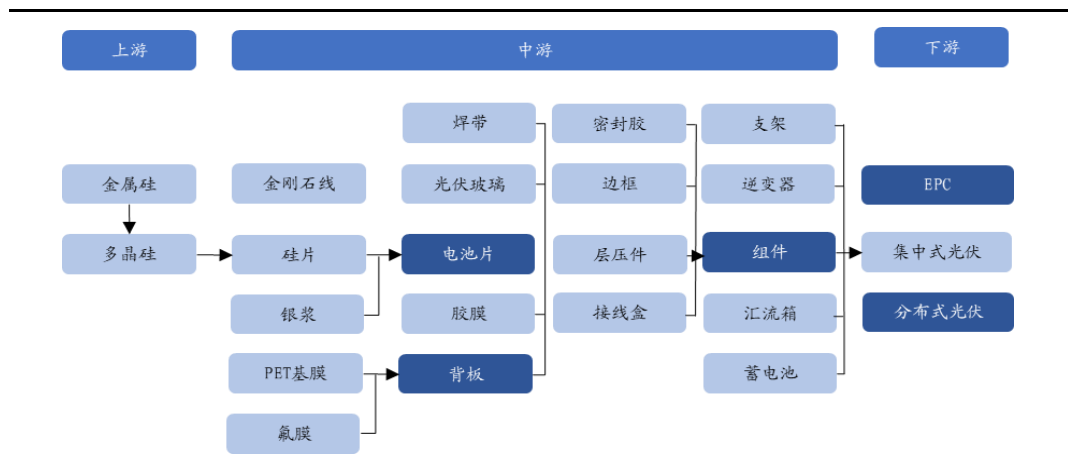 上游
中游
下游
焊带
密封胶
支架
金属硅
金刚石线
光伏玻璃
边框
逆变器
EPC
多晶硅
硅片
电池片
层压件
组件
集中式光伏
银浆
胶膜
接线盒
汇流箱
分布式光伏
PET基膜
背板
蓄电池
氟膜